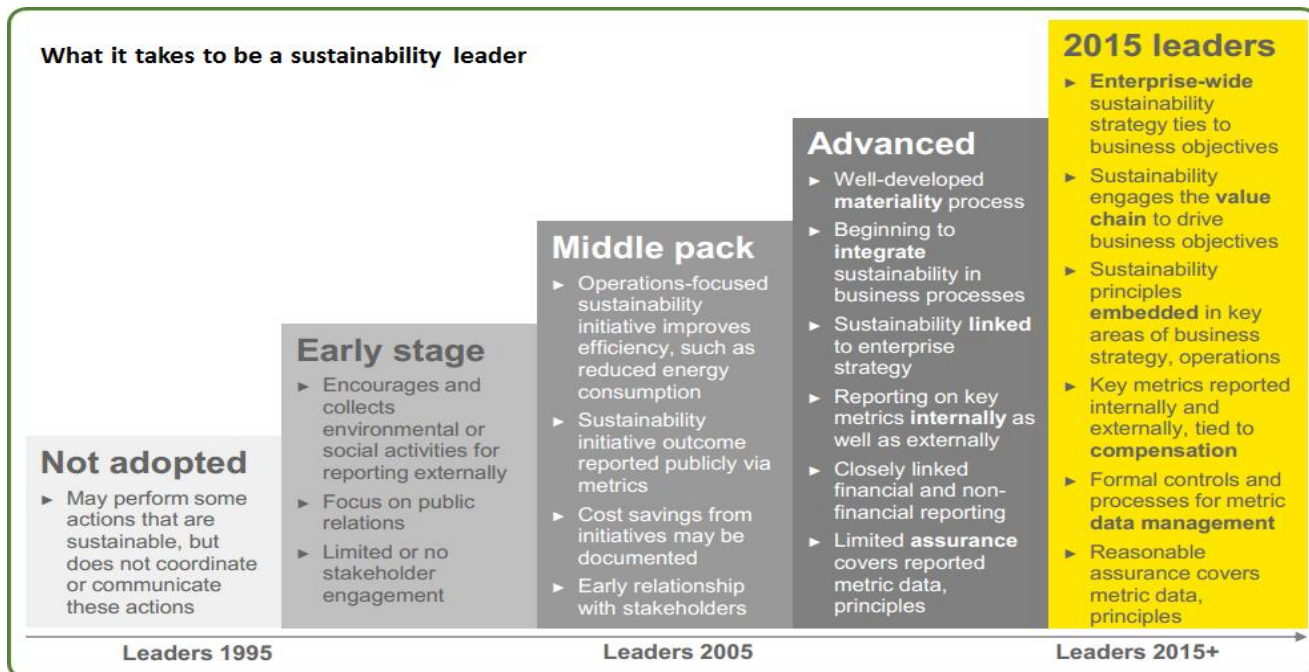 What it takes to be a sustainability leader
Not adopted
► May perform some
actions that are
sustainable, but
does not coordinate
or communicate
these actions
Early stage
► Encourages and
collects
environmental or
social activities for
reporting externally
► Focus on public
relations
► Limited or no
stakeholder
engagement
Middle pack
► Operations-focused
sustainability
initiative improves
efficiency, such as
reduced energy
consumption
► Sustainability
initiative outcome
reported publicly via
metrics
► Cost savings from
initiatives may be
documented
► Early relationship
with stakeholders
Advanced
► Well-developed
materiality process
► Beginning to
integrate
sustainability in
business processes
► Sustainability linked
to enterprise
strategy
► Reporting on key
metrics internally as
well as externally
► Closely linked
financial and non-
financial reporting
► Limited assurance
covers reported
metric data,
principles
2015 leaders
► Enterprise-wide
sustainability
strategy ties to
business objectives
► Sustainability
engages the value
chain to drive
business objectives
► Sustainability
principles
embedded in key
areas of business
strategy, operations
► Key metrics reported
internally and
externally, tied to
compensation
► Formal controls and
processes for metric
data management
► Reasonable
assurance covers
metric data,
principles
Leaders 1995
Leaders 2005
Leaders 2015+